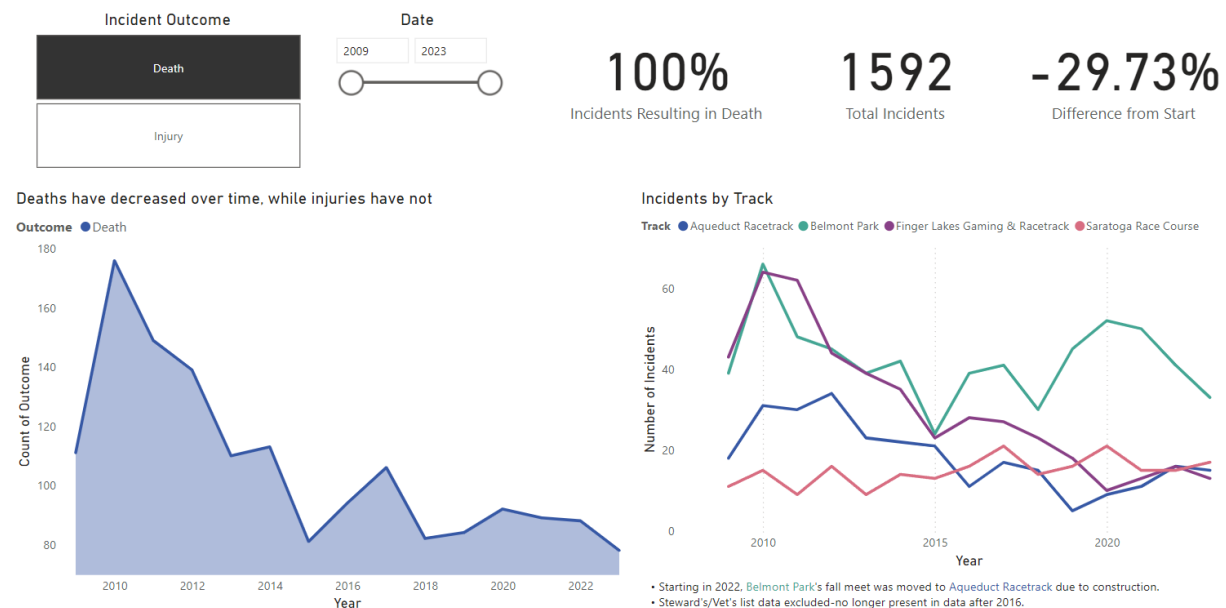 Incident Outcome
Death
Injury
Date
2009
2023
100%
Incidents Resulting in Death
1592
Total Incidents
-29.73%
Difference from Start
Deaths have decreased over time, while injuries have not
Outcome Death
Count of Outcome
180
160
140
120
100
80
2010 2012 2014 2016 2018 2020 2022
Year
Incidents by Track
Track Aqueduct Racetrack Belmont Park Finger Lakes Gaming & Racetrack Saratoga Race Course
Number of Incidents
60
40
20
0
2010 2015 2020
Year
• Starting in 2022, Belmont Park's fall meet was moved to Aqueduct Racetrack due to construction.
• Steward's/Vet's list data excluded-no longer present in data after 2016.